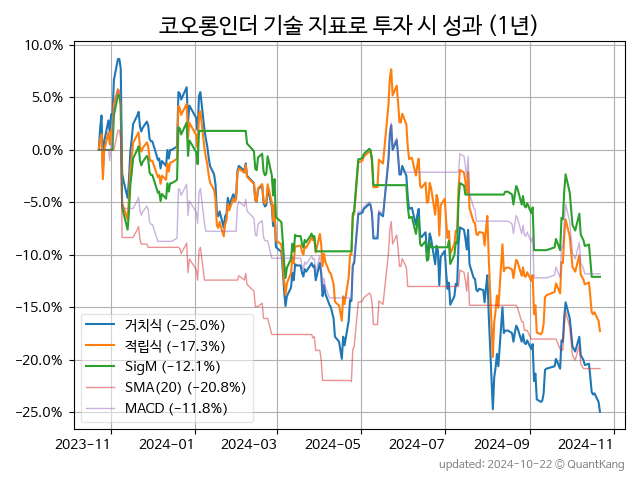 코오롱인더 기술 지표로 투자 시 성과 (1년)
10.0%
5.0%
0.0%
−5.0%
−10.0%
−15.0%
−20.0%
−25.0%
거치식 (−25.0%)
적립식 (−17.3%)
SigM (−12.1%)
SMA(20) (−20.8%)
MACD (−11.8%)
2023-11 2024-01 2024-03 2024-05 2024-07 2024-09 2024-11
updated: 2024-10-22 © QuantKang